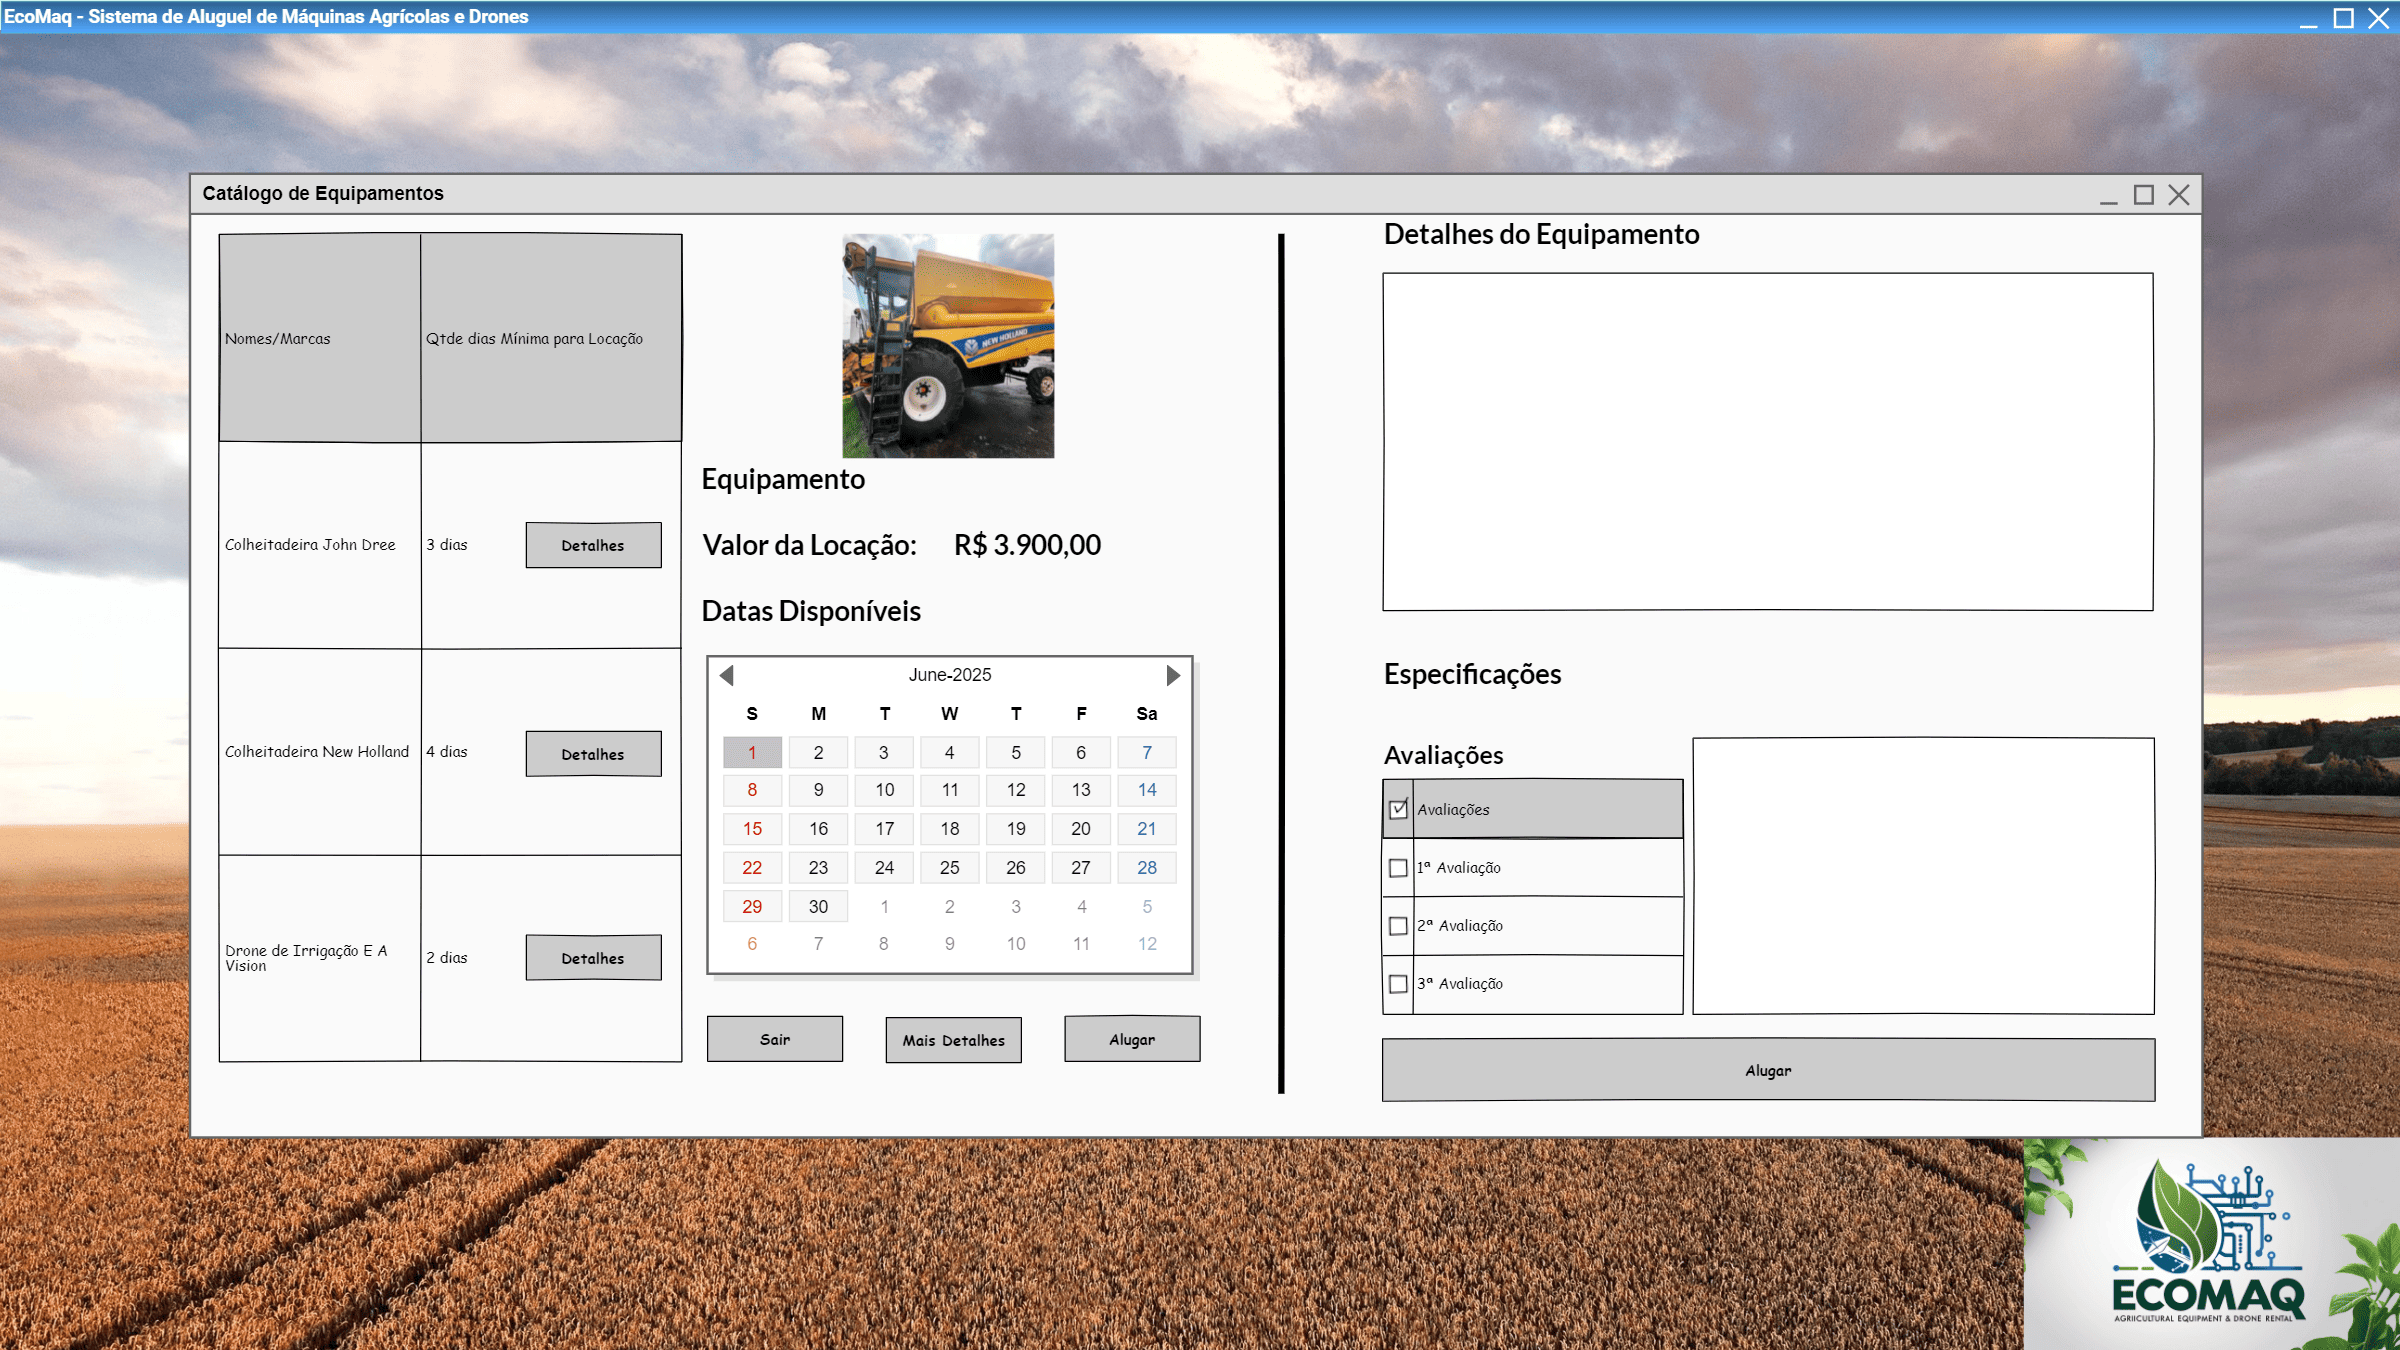 EcoMaq - Sistema de Aluguel de Máquinas Agrícolas e Drones
Catálogo de Equipamentos
Nomes/Marcas
Qtde dias Mínima para Locação
Colheitadeira John Dree
3 dias
Detalhes
Colheitadeira New Holland
4 dias
Detalhes
Drone de Irrigação E A
Vision
2 dias
Detalhes
NEW HOLLAND
Equipamento
Valor da Locação: R$ 3.900,00
Datas Disponíveis
June-2025
S M T W T F Sa
1 2 3 4 5 6 7
8 9 10 11 12 13 14
15 16 17 18 19 20 21
22 23 24 25 26 27 28
29 30 1 2 3 4 5
6 7 8 9 10 11 12
Sair
Mais Detalhes
Alugar
Detalhes do Equipamento
Especificações
Avaliações
Avaliações
1ª Avaliação
2ª Avaliação
3ª Avaliação
Alugar
ECOMAQ
AGRIICULTURAL EQUIPMENT & DRONE RENTAL